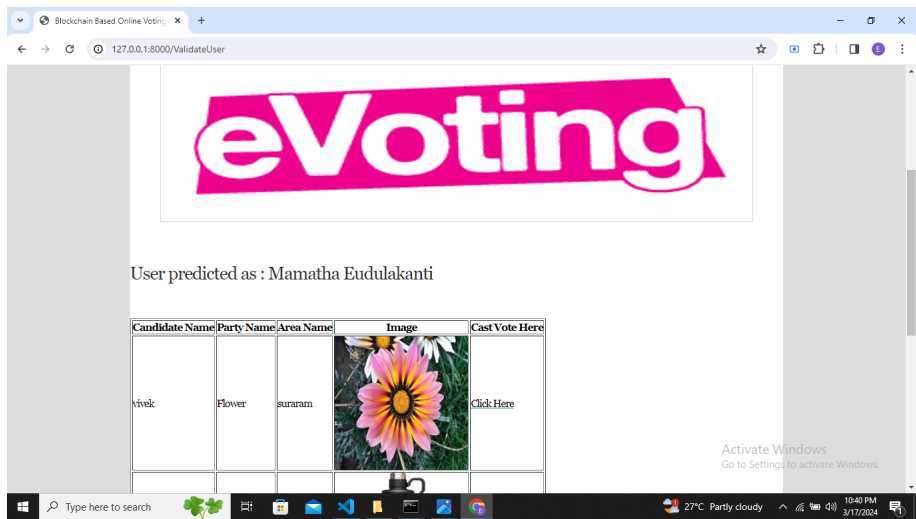 Blockchain Based Online Voting
127.0.0.1:8000/ValidateUser
E
eVoting
User predicted as : Mamatha Eudulakanti
Candidate Name Party Name Area Name Image Cast Vote Here
vivek Flower suraram Click Here
Activate Windows
Go to Settings to activate Windows.
Type here to search
27°C Partly cloudy
10:40 PM
3/17/2024
1